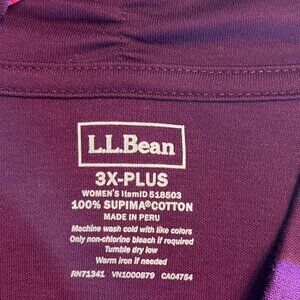 L.L.Bean
3X-PLUS
WOMEN'S ItemID 518503
100% SUPIMA®COTTON
MADE IN PERU
Machine wash cold with like colors
Only non-chlorine bleach if required
Tumble dry low
Warm iron if needed
RN71341 VN1000879 CA04754